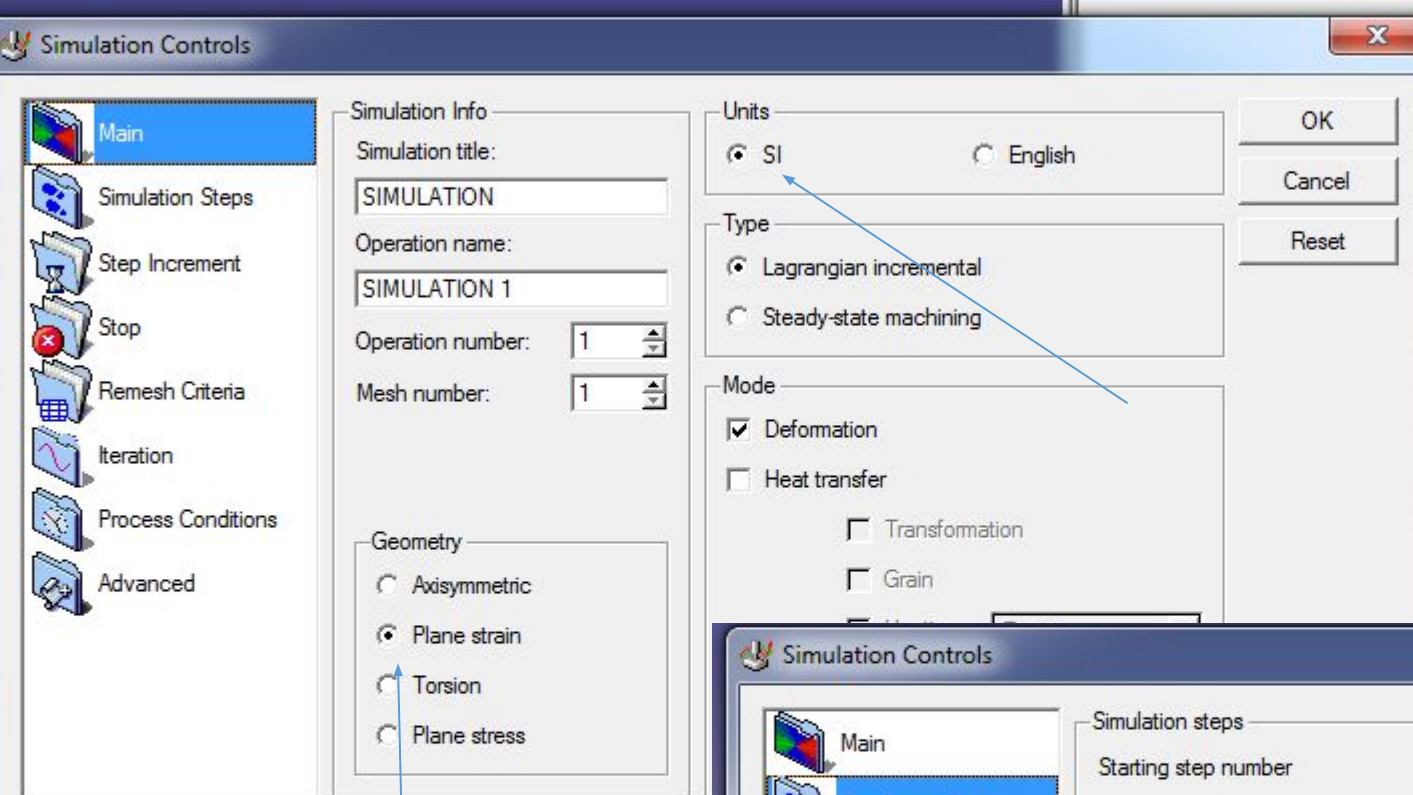 Simulation Controls
Main
Simulation Steps
Step Increment
Stop
Remesh Criteria
Iteration
Process Conditions
Advanced
Simulation Info
Simulation title:
SIMULATION
Operation name:
SIMULATION 1
Operation number: 1
Mesh number: 1
Geometry
Axisymmetric
Plane strain
Torsion
Plane stress
Units
SI English
Type
Lagrangian incremental
Steady-state machining
Mode
Deformation
Heat transfer
Transformation
Grain
OK
Cancel
Reset
Simulation Controls
Main
Simulation steps
Starting step number